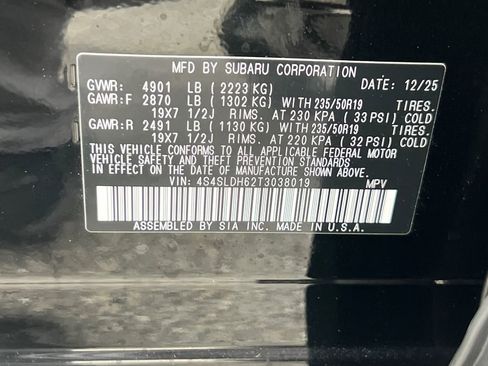 MFD BY SUBARU CORPORATION DATE: 12/25
GVWR: 4901 LB ( 2223 KG)
GAWR:F 2870 LB ( 1302 KG) WITH 235/50R19 TIRES.
19X7 1/2J RIMS. AT 230 KPA ( 33 PSI) COLD
GAWR:R 2491 LB ( 1130 KG) WITH 235/50R19 TIRES.
19X7 1/2J RIMS. AT 220 KPA ( 32 PSI) COLD
THIS VEHICLE CONFORMS TO ALL APPLICABLE FEDERAL MOTOR
VEHICLE SAFETY AND THEFT PREVENTION STANDARDS
IN EFFECT ON THE DATE OF MANUFACTURE SHOWN ABOVE.
VIN: 4S4SLDH62T3038019 MPV
ASSEMBLED BY SIA INC. MADE IN U.S.A.